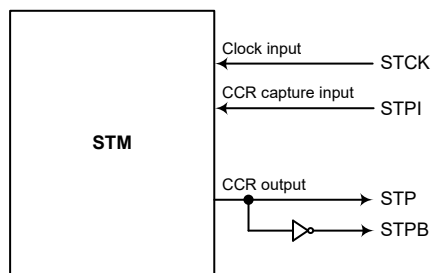 Clock input
STCK
CCR capture input
STPI
STM
CCR output
STP
STPB